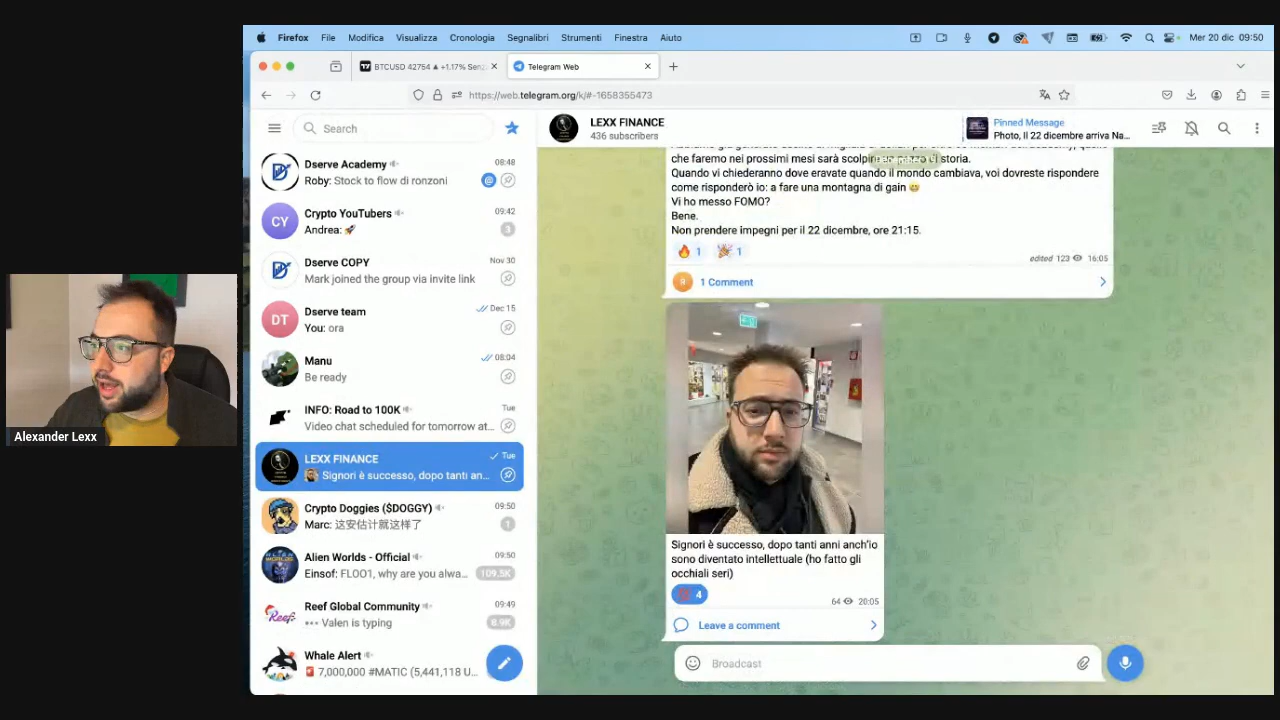 Firefox File Modifica Visualizza Cronologia Segnalibri Strumenti Finestra Aiuto
Mer 20 dic 09:50
BTCUSD 42754 ▲ +1.17% Senz
Telegram Web
https://web.telegram.org/k/#-1658355473
Search
Dserve Academy
08:48
Roby: Stock to flow di ronzoni
@
CY
Crypto YouTubers
09:42
Andrea: 🚀
3
Dserve COPY
Nov 30
Mark joined the group via invite link
DT
Dserve team
Dec 15
You: ora
Manu
08:04
Be ready
INFO: Road to 100K
Tue
Video chat scheduled for tomorrow at...
LEXX FINANCE
Tue
Signori è successo, dopo tanti an...
Crypto Doggies ($DOGGY)
09:50
Marc: 这安估计就这样了
1
Alien Worlds - Official
09:50
Einsof: FLOO1, why are you alwa...
109,5K
Reef Global Community
09:49
Valen is typing
8.9K
Whale Alert
🚨 7,000,000 #MATIC (5,441,118 U...
LEXX FINANCE
436 subscribers
Pinned Message
Photo, Il 22 dicembre arriva Na...
che faremo nei prossimi mesi sarà di storia.
Quando vi chiederanno dove eravate quando il mondo cambiava, voi dovreste rispondere
come risponderò io: a fare una montagna di gain 😄
Vi ho messo FOMO?
Bene.
Non prendere impegni per il 22 dicembre, ore 21:15.
🔥 1 🎉 1
edited 123 16:05
1 Comment
Signori è successo, dopo tanti anni anch'io
sono diventato intellettuale (ho fatto gli
occhiali seri)
4
64 20:05
Leave a comment
Broadcast
Alexander Lexx